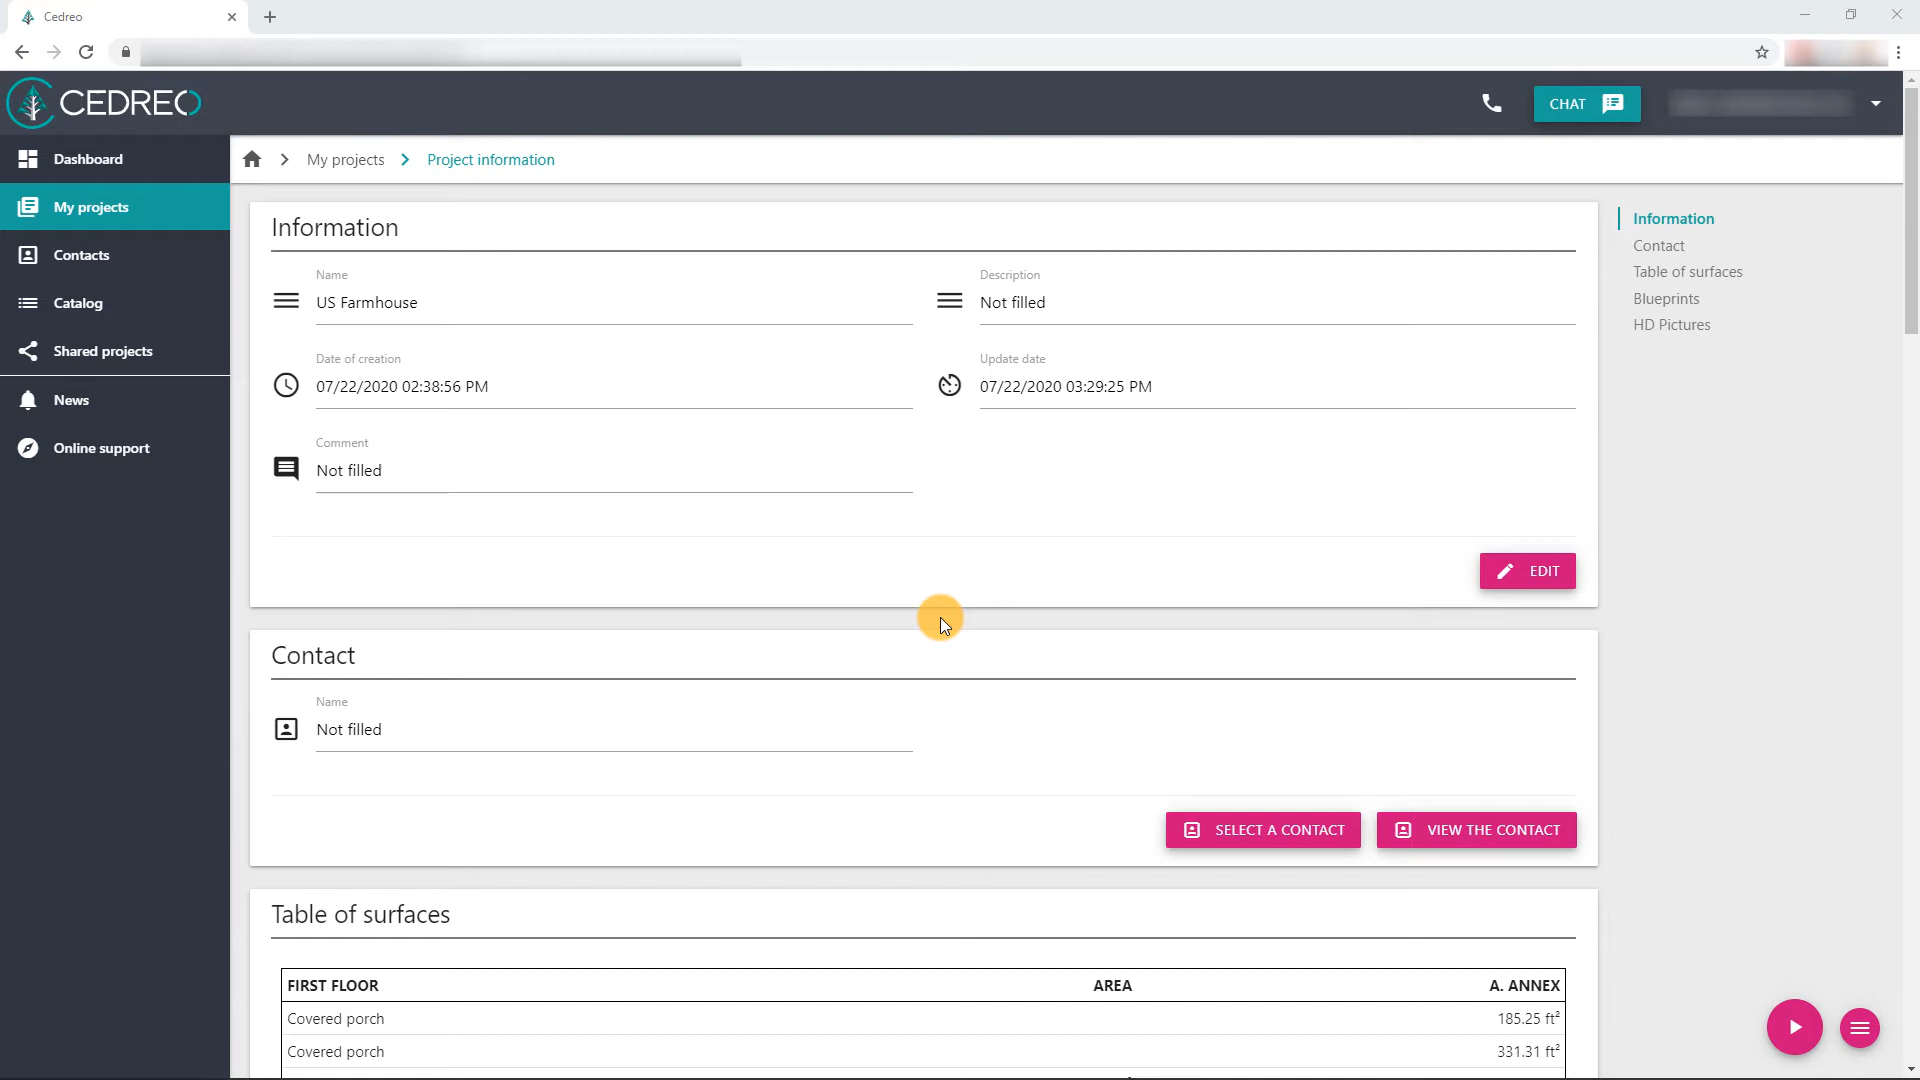 Cedreo
CEDREO
CHAT
Dashboard
My projects
Contacts
Catalog
Shared projects
News
Online support
My projects
Project information
Information
Name
US Farmhouse
Description
Not filled
Date of creation
07/22/2020 02:38:56 PM
Update date
07/22/2020 03:29:25 PM
Comment
Not filled
EDIT
Contact
Name
Not filled
SELECT A CONTACT
VIEW THE CONTACT
Table of surfaces
FIRST FLOOR AREA A. ANNEX
Covered porch 185.25 ft²
Covered porch 331.31 ft²
Information
Contact
Table of surfaces
Blueprints
HD Pictures